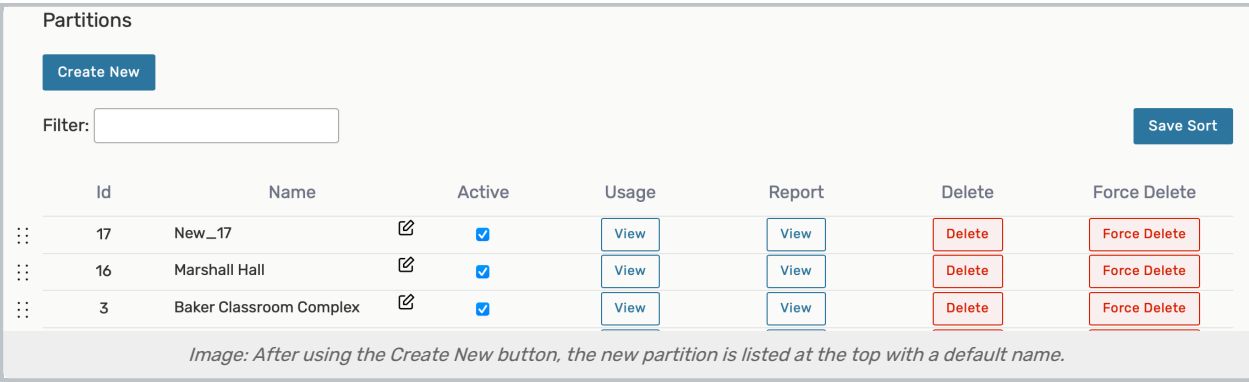 Partitions
Create New
Filter:
Save Sort
Id Name Active Usage Report Delete Force Delete
17 New_17 View View Delete Force Delete
16 Marshall Hall View View Delete Force Delete
3 Baker Classroom Complex View View Delete Force Delete
Image: After using the Create New button, the new partition is listed at the top with a default name.